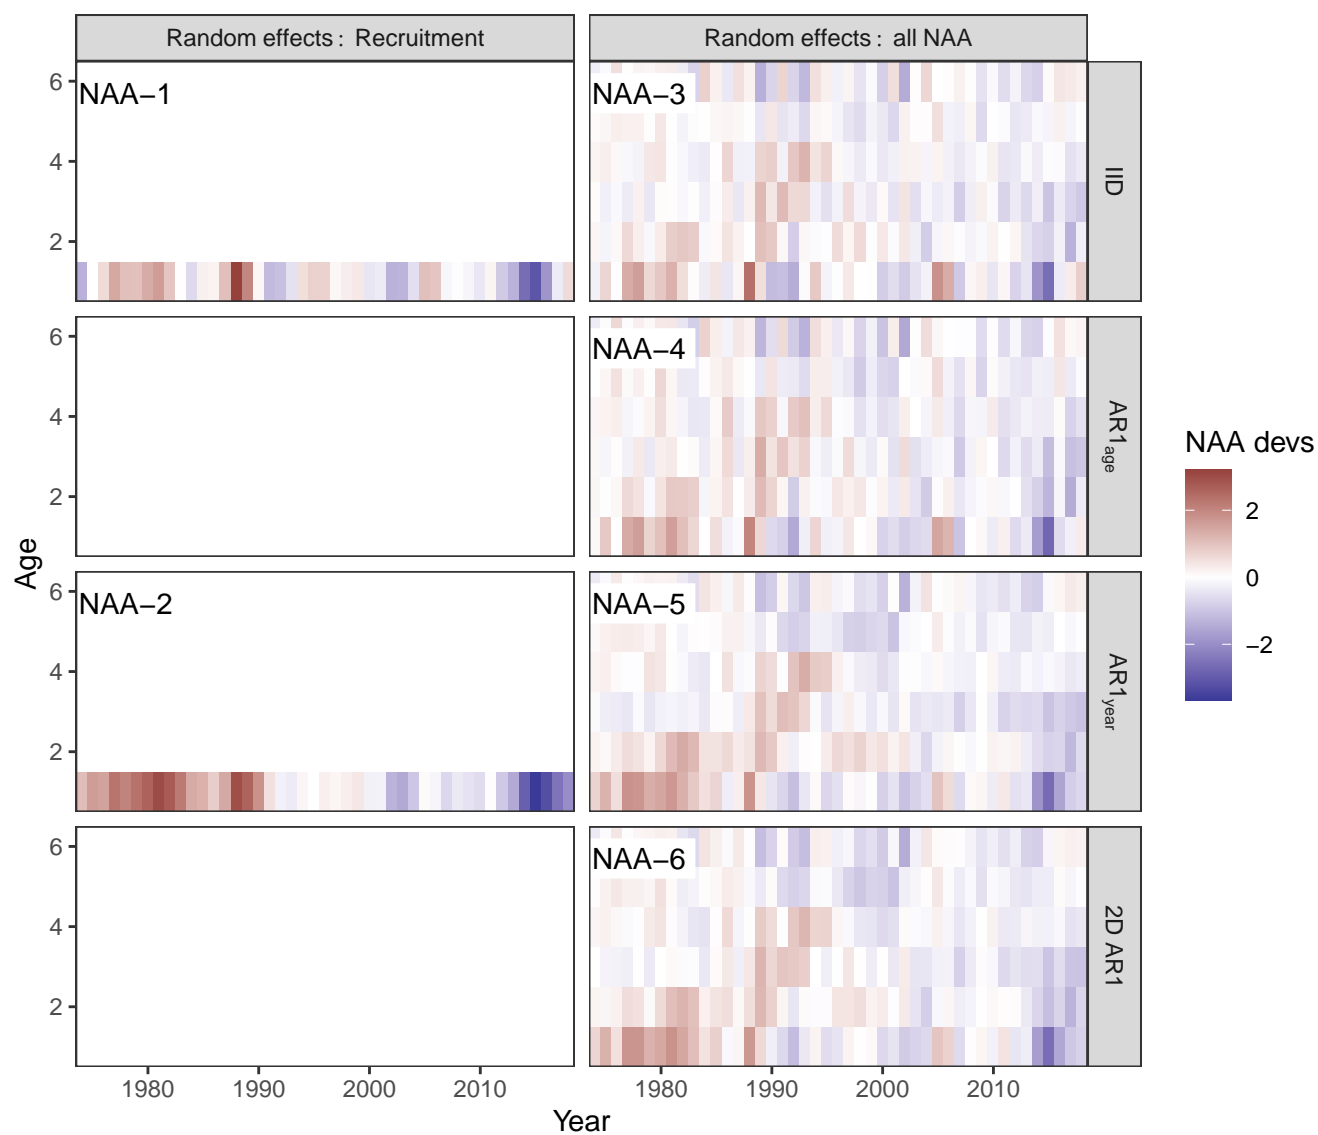 Random effects : Recruitment
Random effects : all NAA
NAA−1
NAA−3
IID
6
4
2
NAA−4
AR1age
6
4
2
NAA−2
NAA−5
AR1year
6
4
2
NAA−6
2D AR1
6
4
2
1980 1990 2000 2010
1980 1990 2000 2010
Age
Year
NAA devs
2
0
−2